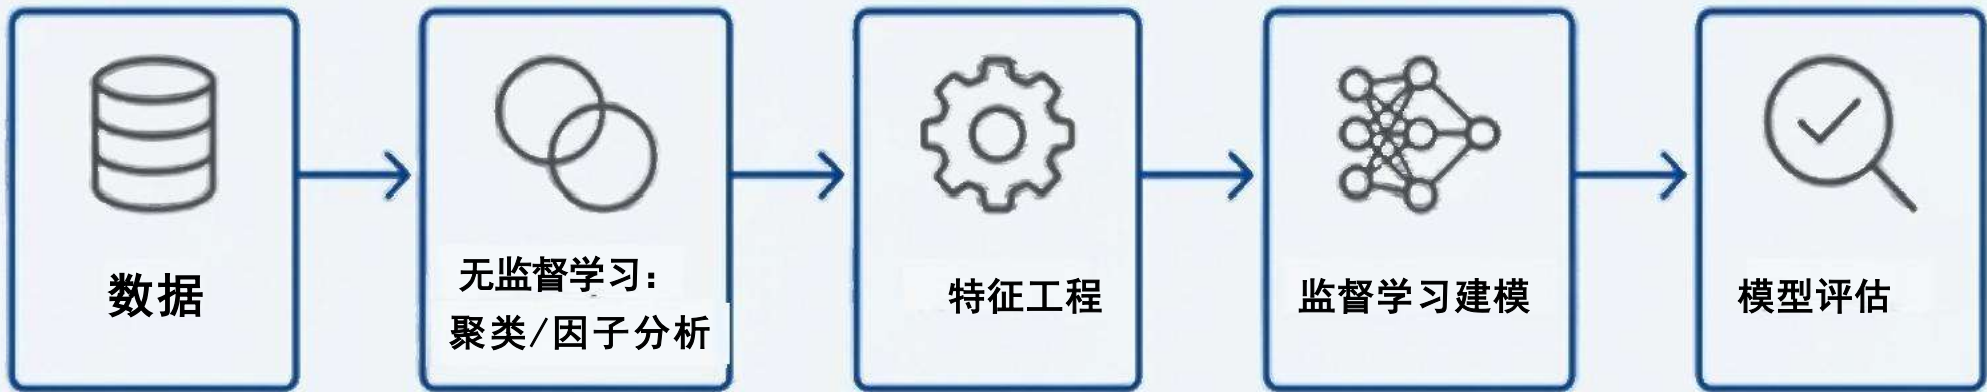 数据
无监督学习：
聚类/因子分析
特征工程
监督学习建模
模型评估